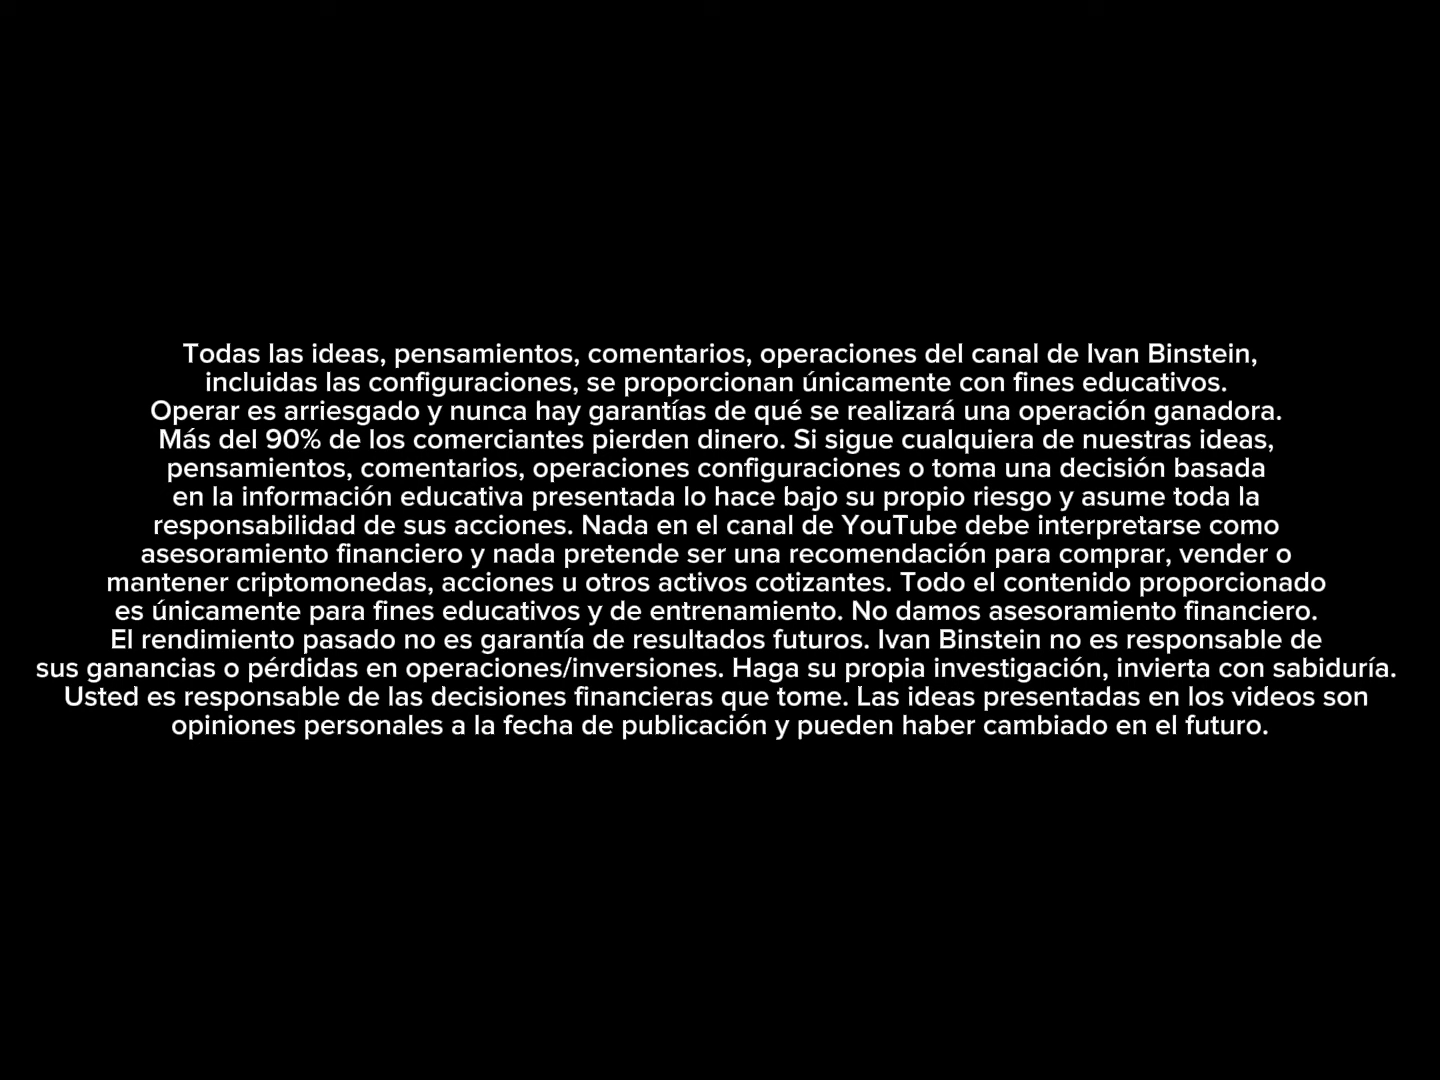 Todas las ideas, pensamientos, comentarios, operaciones del canal de Ivan Binstein,
incluidas las configuraciones, se proporcionan únicamente con fines educativos.
Operar es arriesgado y nunca hay garantías de qué se realizará una operación ganadora.
Más del 90% de los comerciantes pierden dinero. Si sigue cualquiera de nuestras ideas,
pensamientos, comentarios, operaciones configuraciones o toma una decisión basada
en la información educativa presentada lo hace bajo su propio riesgo y asume toda la
responsabilidad de sus acciones. Nada en el canal de YouTube debe interpretarse como
asesoramiento financiero y nada pretende ser una recomendación para comprar, vender o
mantener criptomonedas, acciones u otros activos cotizantes. Todo el contenido proporcionado
es únicamente para fines educativos y de entrenamiento. No damos asesoramiento financiero.
El rendimiento pasado no es garantía de resultados futuros. Ivan Binstein no es responsable de
sus ganancias o pérdidas en operaciones/inversiones. Haga su propia investigación, invierta con sabiduría.
Usted es responsable de las decisiones financieras que tome. Las ideas presentadas en los videos son
opiniones personales a la fecha de publicación y pueden haber cambiado en el futuro.